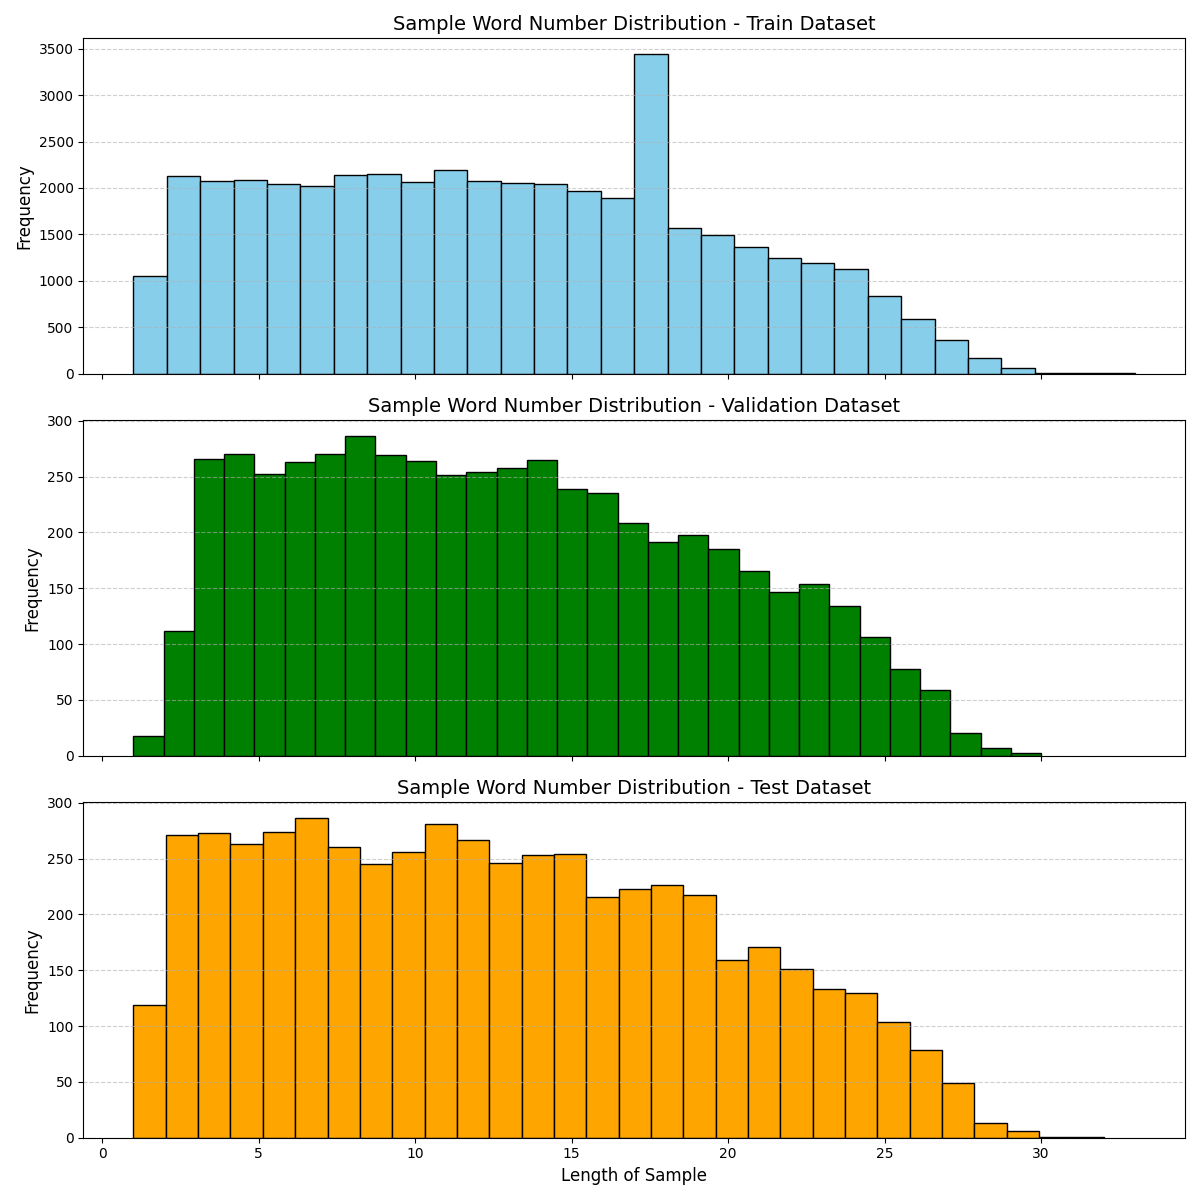 Sample Word Number Distribution - Train Dataset
3500
3000
2500
2000
1500
1000
500
0
Frequency
Sample Word Number Distribution - Validation Dataset
300
250
200
150
100
50
0
Frequency
Sample Word Number Distribution - Test Dataset
300
250
200
150
100
50
0
Frequency
0 5 10 15 20 25 30
Length of Sample